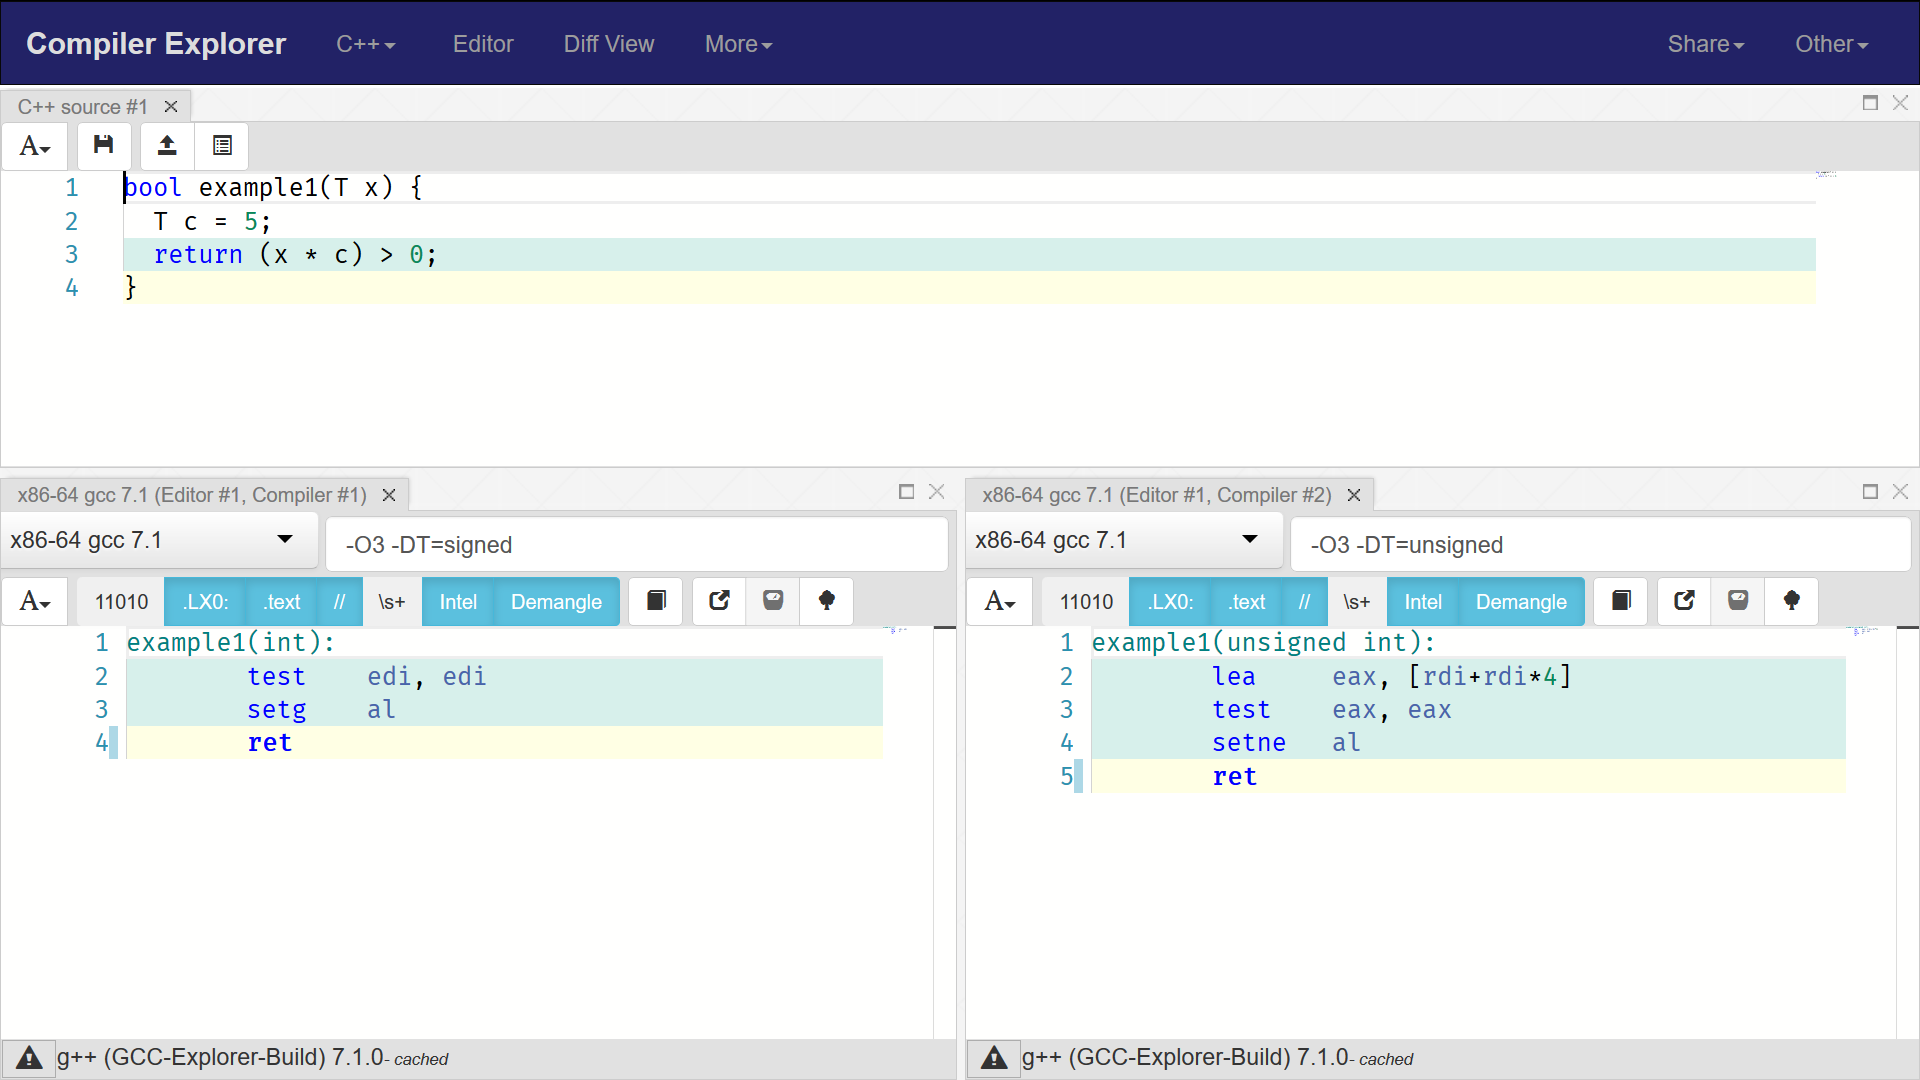 Compiler Explorer C++ Editor Diff View More Share Other
C++ source #1
A
1 bool example1(T x) {
2 T c = 5;
3 return (x * c) > 0;
4 }
x86-64 gcc 7.1 (Editor #1, Compiler #1)
x86-64 gcc 7.1 -O3 -DT=signed
A 11010 .LX0: .text // \s+ Intel Demangle
1 example1(int):
2 test edi, edi
3 setg al
4 ret
g++ (GCC-Explorer-Build) 7.1.0- cached
x86-64 gcc 7.1 (Editor #1, Compiler #2)
x86-64 gcc 7.1 -O3 -DT=unsigned
A 11010 .LX0: .text // \s+ Intel Demangle
1 example1(unsigned int):
2 lea eax, [rdi+rdi*4]
3 test eax, eax
4 setne al
5 ret
g++ (GCC-Explorer-Build) 7.1.0- cached